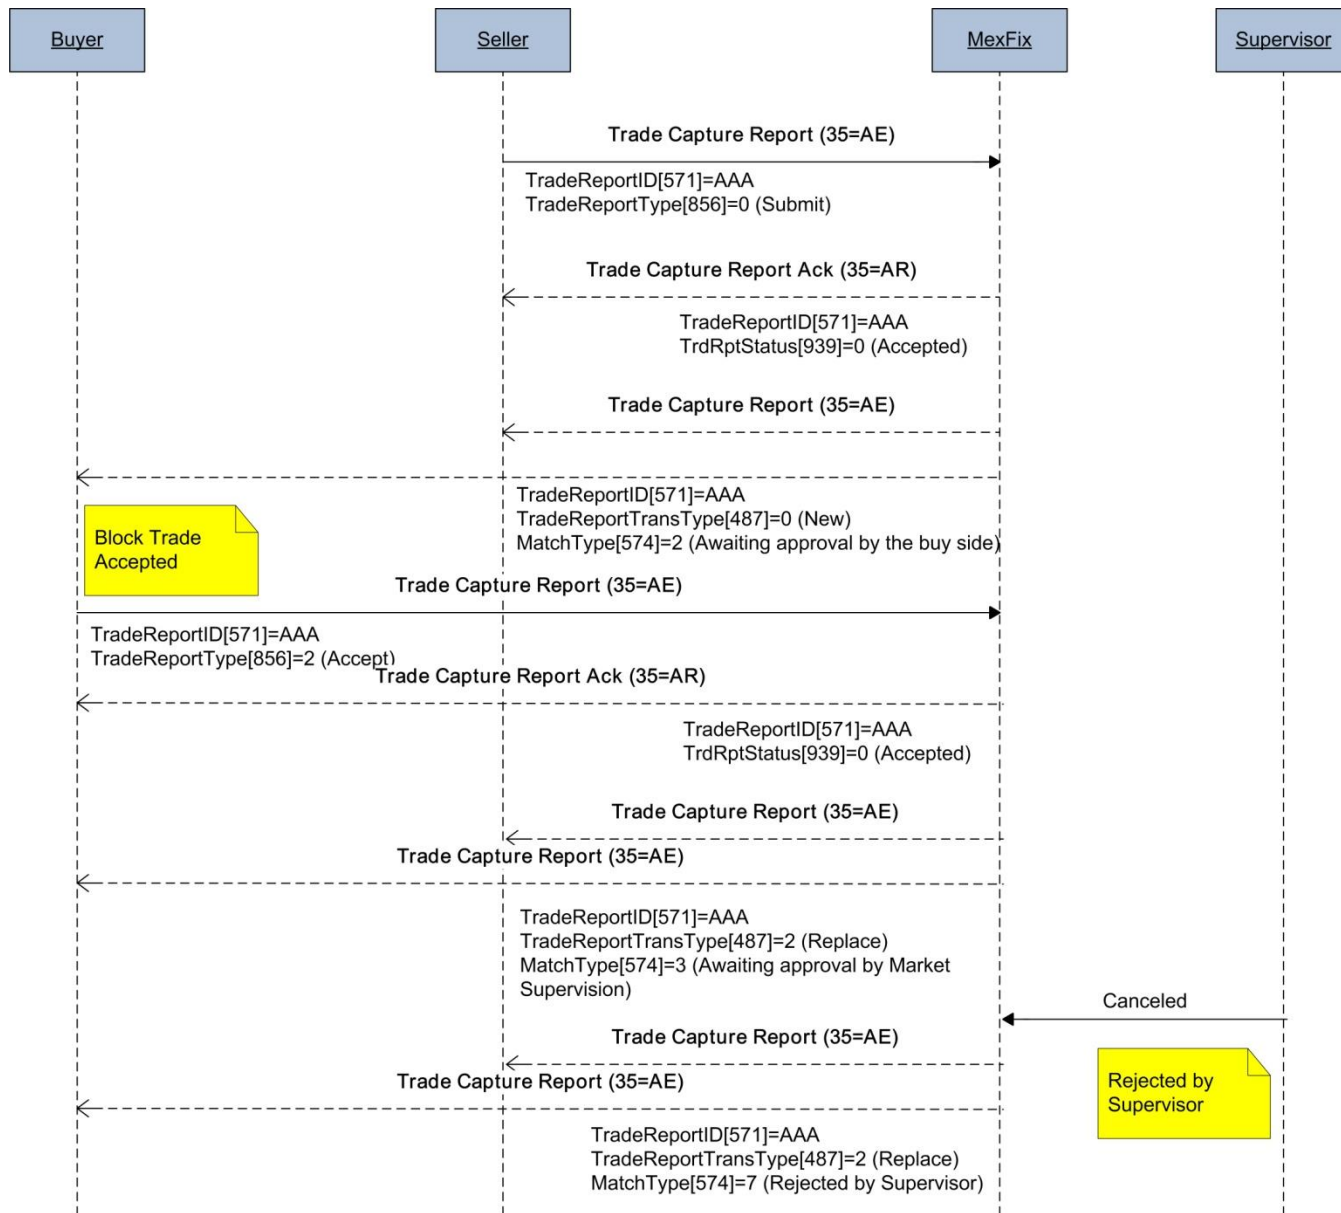 Buyer
Seller
MexFix
Supervisor
Trade Capture Report (35=AE)
TradeReportID[571]=AAA
TradeReportType[856]=0 (Submit)
Trade Capture Report Ack (35=AR)
TradeReportID[571]=AAA
TrdRptStatus[939]=0 (Accepted)
Trade Capture Report (35=AE)
TradeReportID[571]=AAA
TradeReportTransType[487]=0 (New)
MatchType[574]=2 (Awaiting approval by the buy side)
Block Trade
Accepted
Trade Capture Report (35=AE)
TradeReportID[571]=AAA
TradeReportType[856]=2 (Accept)
Trade Capture Report Ack (35=AR)
TradeReportID[571]=AAA
TrdRptStatus[939]=0 (Accepted)
Trade Capture Report (35=AE)
Trade Capture Report (35=AE)
TradeReportID[571]=AAA
TradeReportTransType[487]=2 (Replace)
MatchType[574]=3 (Awaiting approval by Market
Supervision)
Canceled
Trade Capture Report (35=AE)
Trade Capture Report (35=AE)
Rejected by
Supervisor
TradeReportID[571]=AAA
TradeReportTransType[487]=2 (Replace)
MatchType[574]=7 (Rejected by Supervisor)